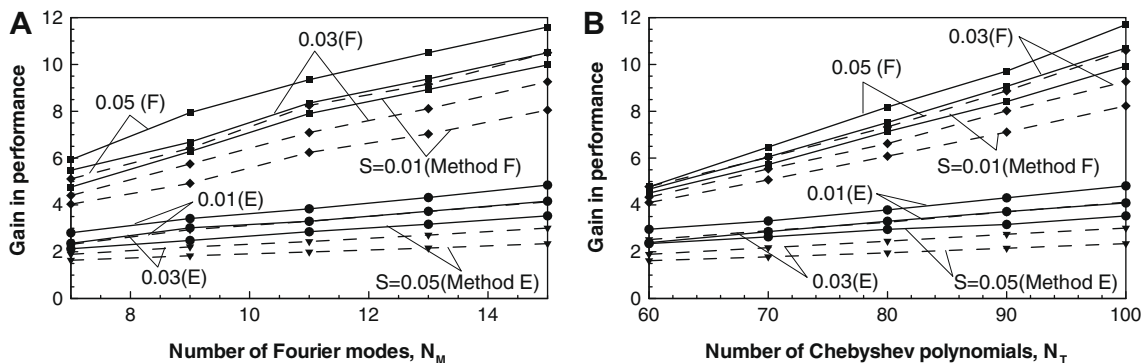 A
Gain in performance
12
10
8
6
4
2
0
0.03(F)
0.05 (F)
S=0.01(Method F)
0.01(E)
0.03(E)
S=0.05(Method E)
8
10
12
14
Number of Fourier modes, N_M
B
Gain in performance
12
10
8
6
4
2
0
0.03(F)
0.05 (F)
S=0.01(Method F)
0.01(E)
0.03(E)
S=0.05(Method E)
60
70
80
90
100
Number of Chebyshev polynomials, N_T